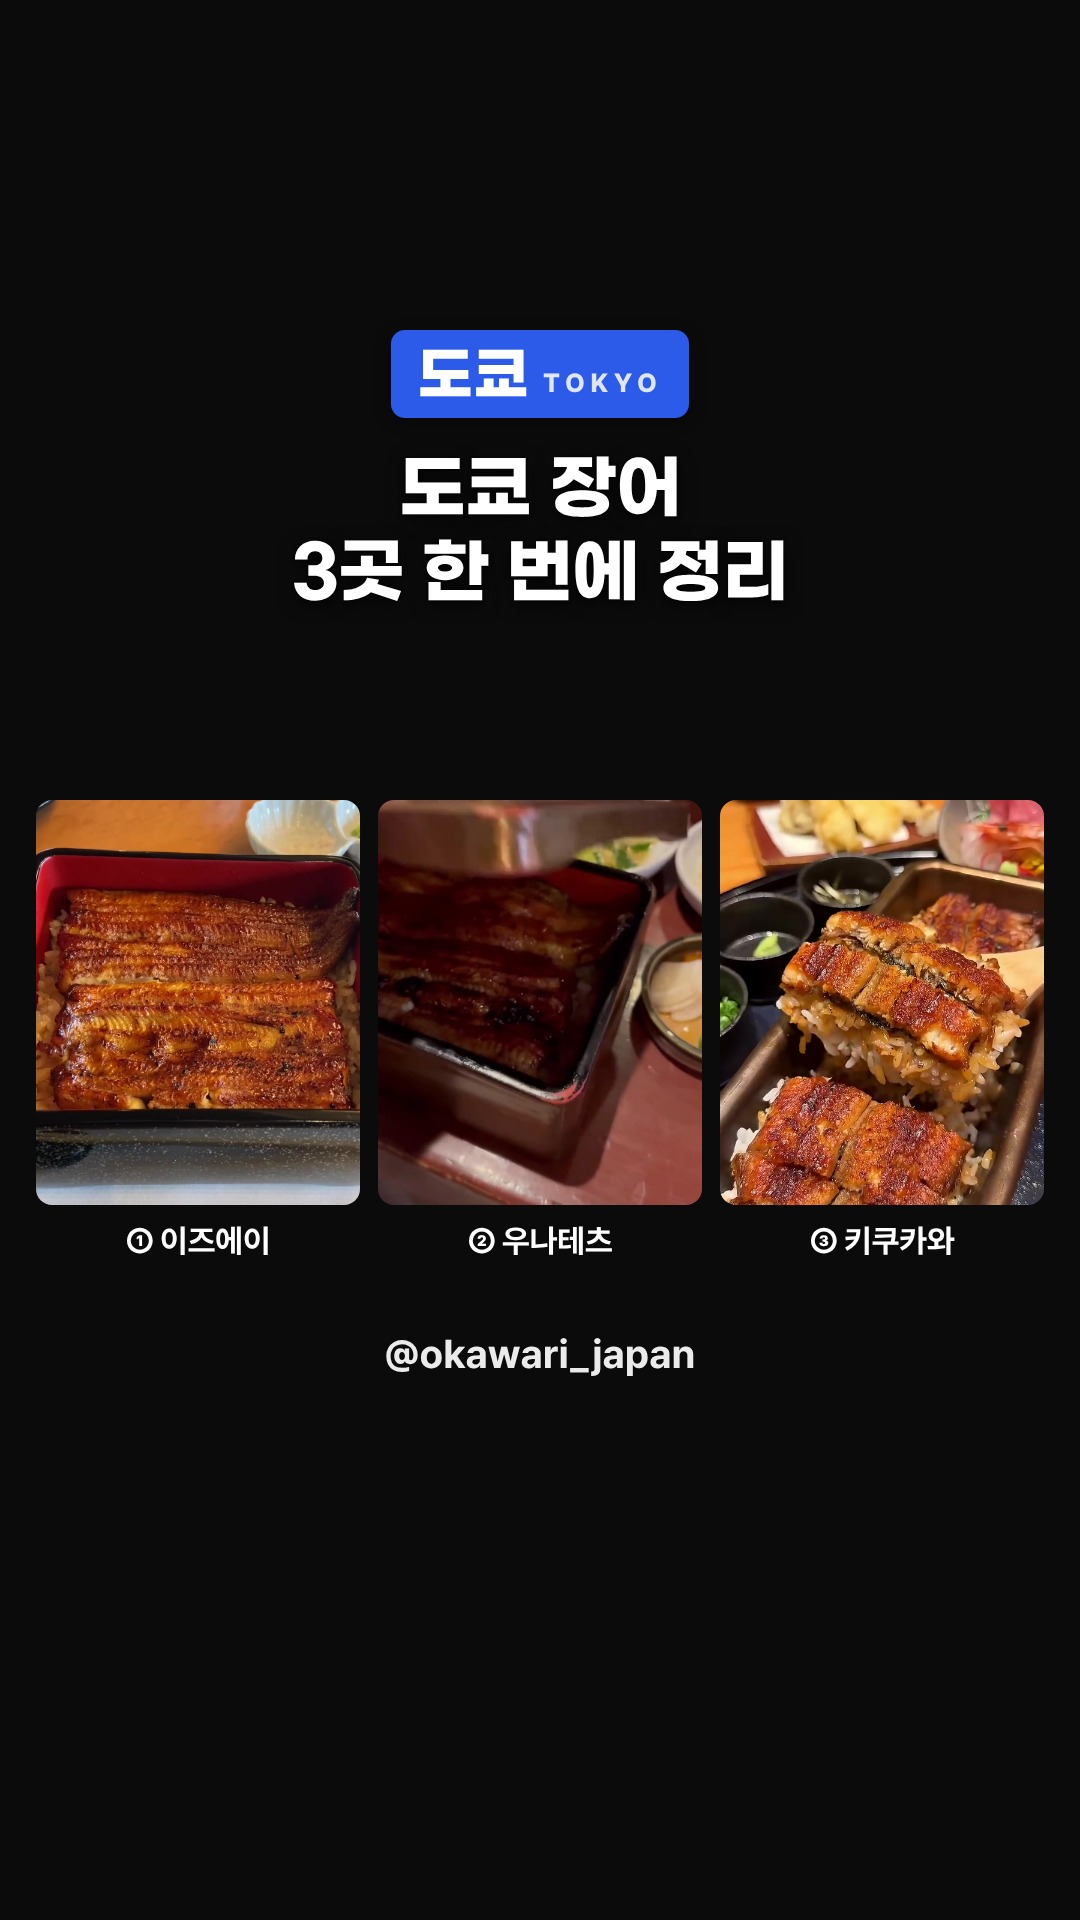 도쿄 TOKYO
도쿄 장어
3곳 한 번에 정리
① 이즈에이
② 우나테츠
③ 키쿠카와
@okawari_japan